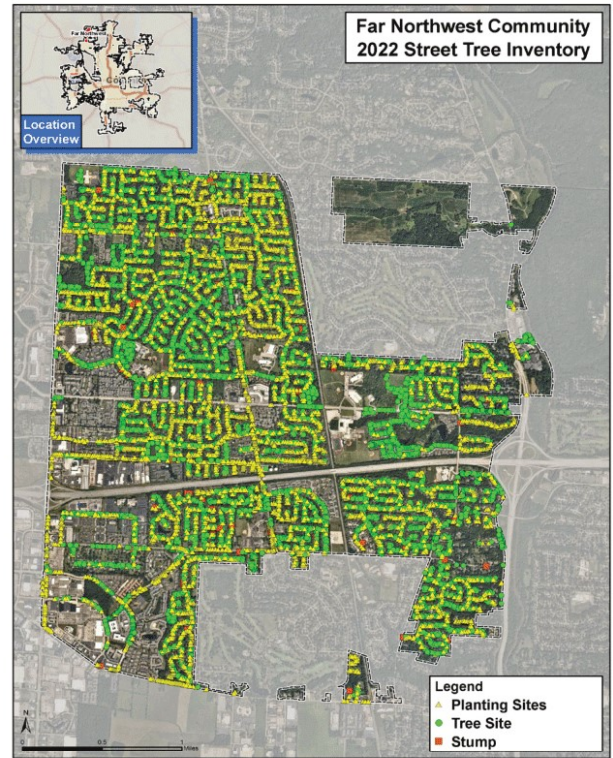 Far Northwest Community
2022 Street Tree Inventory
Far Northwest
Location
Overview
Legend
Planting Sites
Tree Site
Stump
N
0 0.5 1
Miles